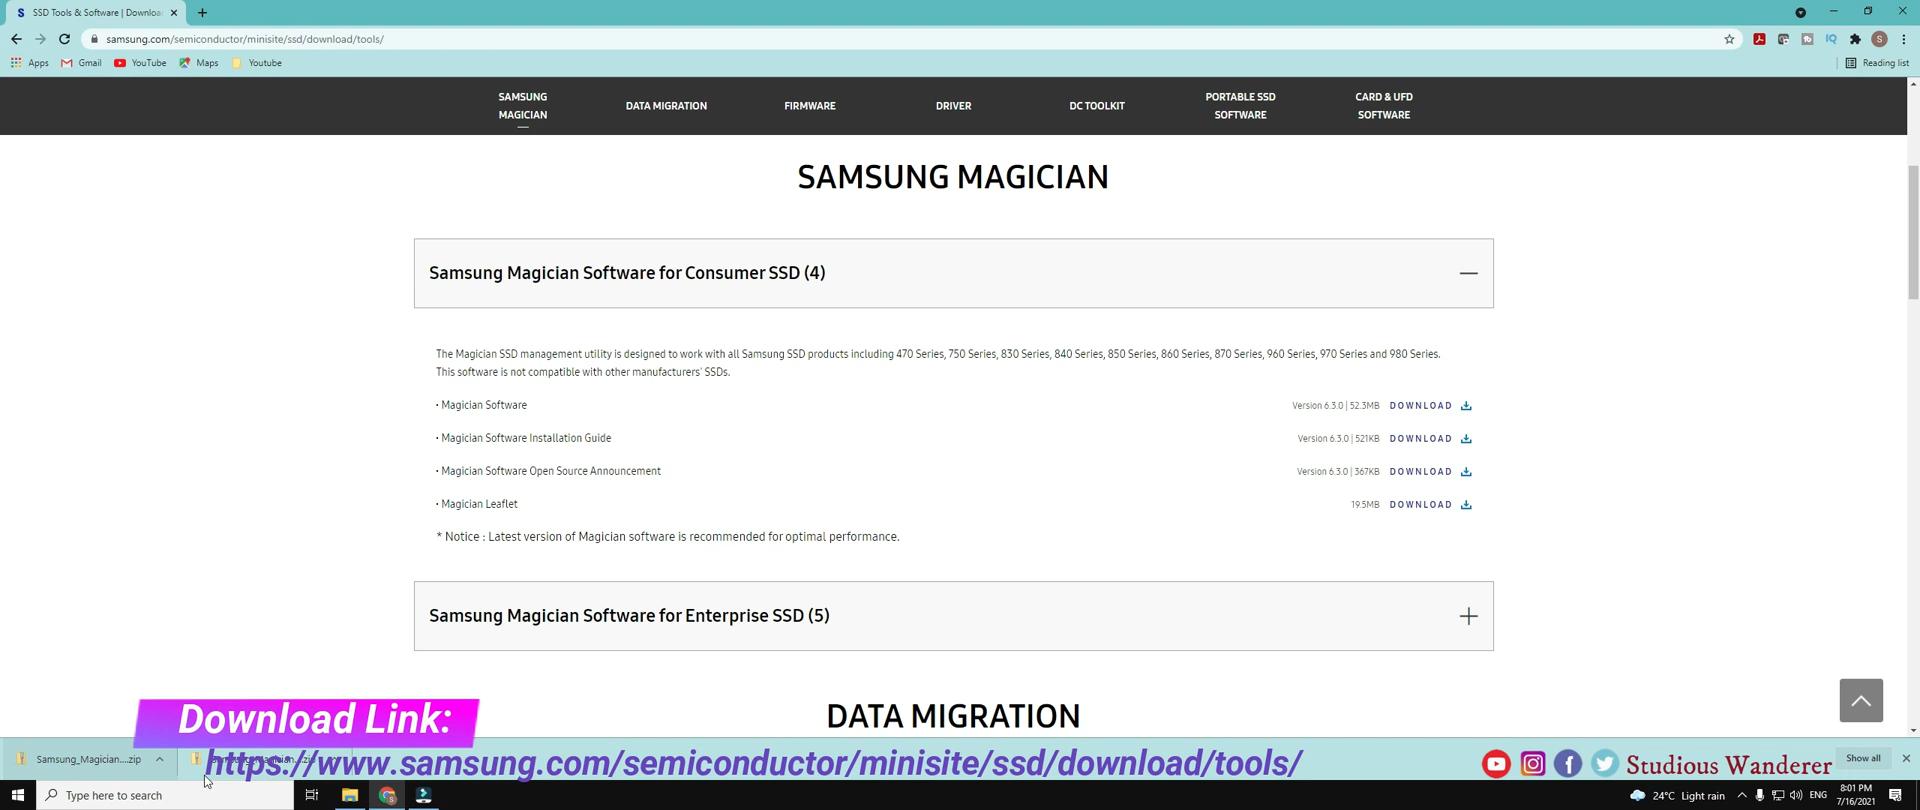 SSD Tools & Software | Downloa
samsung.com/semiconductor/minisite/ssd/download/tools/
Apps Gmail YouTube Maps Youtube Reading list
SAMSUNG MAGICIAN
DATA MIGRATION
FIRMWARE
DRIVER
DC TOOLKIT
PORTABLE SSD SOFTWARE
CARD & UFD SOFTWARE
SAMSUNG MAGICIAN
Samsung Magician Software for Consumer SSD (4)
The Magician SSD management utility is designed to work with all Samsung SSD products including 470 Series, 750 Series, 830 Series, 840 Series, 850 Series, 860 Series, 870 Series, 960 Series, 970 Series and 980 Series.
This software is not compatible with other manufacturers' SSDs.
• Magician Software Version 6.3.0 | 52.3MB DOWNLOAD
• Magician Software Installation Guide Version 6.3.0 | 521KB DOWNLOAD
• Magician Software Open Source Announcement Version 6.3.0 | 367KB DOWNLOAD
• Magician Leaflet 19.5MB DOWNLOAD
* Notice : Latest version of Magician software is recommended for optimal performance.
Samsung Magician Software for Enterprise SSD (5)
DATA MIGRATION
Download Link:
https://www.samsung.com/semiconductor/minisite/ssd/download/tools/
Samsung_Magician....zip
Studious Wanderer
Show all
Type here to search
24°C Light rain
ENG
8:01 PM
7/16/2021